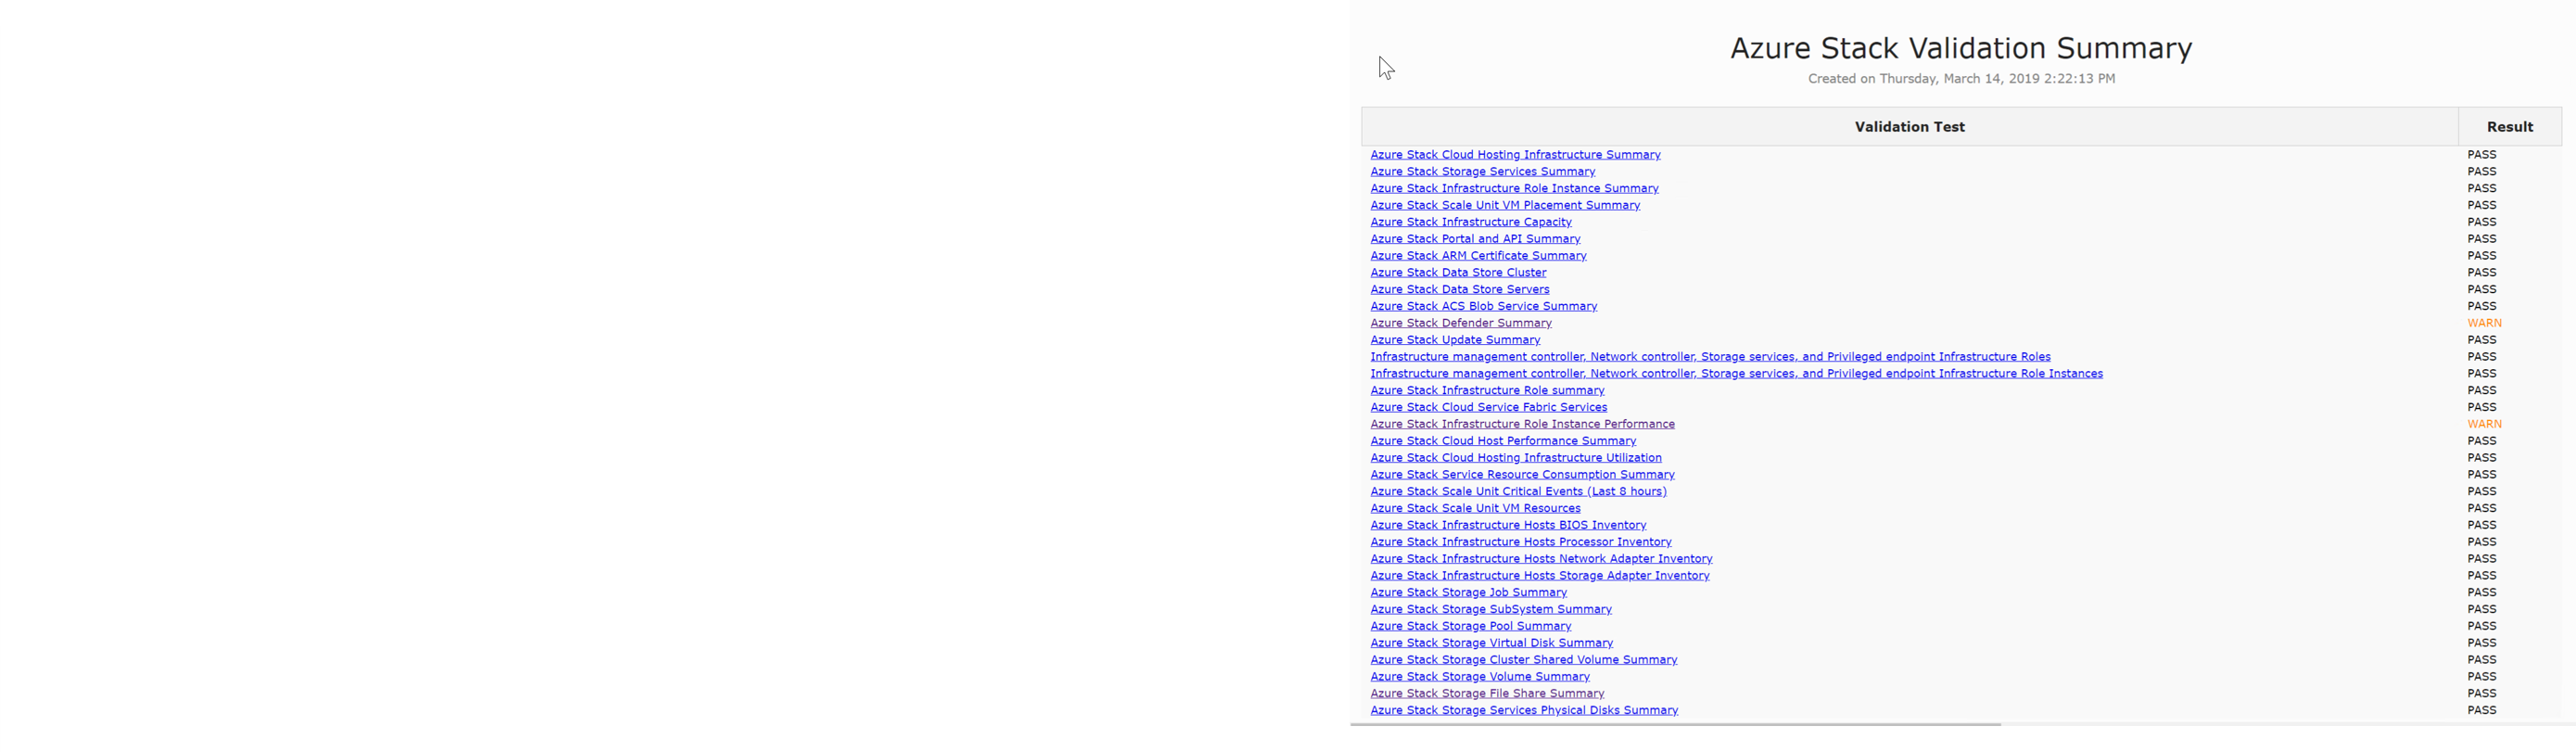 Azure Stack Validation Summary
Created on Thursday, March 14, 2019 2:22:13 PM
Validation Test Result
Azure Stack Cloud Hosting Infrastructure Summary PASS
Azure Stack Storage Services Summary PASS
Azure Stack Infrastructure Role Instance Summary PASS
Azure Stack Scale Unit VM Placement Summary PASS
Azure Stack Infrastructure Capacity PASS
Azure Stack Portal and API Summary PASS
Azure Stack ARM Certificate Summary PASS
Azure Stack Data Store Cluster PASS
Azure Stack Data Store Servers PASS
Azure Stack ACS Blob Service Summary PASS
Azure Stack Defender Summary WARN
Azure Stack Update Summary PASS
Infrastructure management controller, Network controller, Storage services, and Privileged endpoint Infrastructure Roles PASS
Infrastructure management controller, Network controller, Storage services, and Privileged endpoint Infrastructure Role Instances PASS
Azure Stack Infrastructure Role summary PASS
Azure Stack Cloud Service Fabric Services PASS
Azure Stack Infrastructure Role Instance Performance WARN
Azure Stack Cloud Host Performance Summary PASS
Azure Stack Cloud Hosting Infrastructure Utilization PASS
Azure Stack Service Resource Consumption Summary PASS
Azure Stack Scale Unit Critical Events (Last 8 hours) PASS
Azure Stack Scale Unit VM Resources PASS
Azure Stack Infrastructure Hosts BIOS Inventory PASS
Azure Stack Infrastructure Hosts Processor Inventory PASS
Azure Stack Infrastructure Hosts Network Adapter Inventory PASS
Azure Stack Infrastructure Hosts Storage Adapter Inventory PASS
Azure Stack Storage Job Summary PASS
Azure Stack Storage SubSystem Summary PASS
Azure Stack Storage Pool Summary PASS
Azure Stack Storage Virtual Disk Summary PASS
Azure Stack Storage Cluster Shared Volume Summary PASS
Azure Stack Storage Volume Summary PASS
Azure Stack Storage File Share Summary PASS
Azure Stack Storage Services Physical Disks Summary PASS